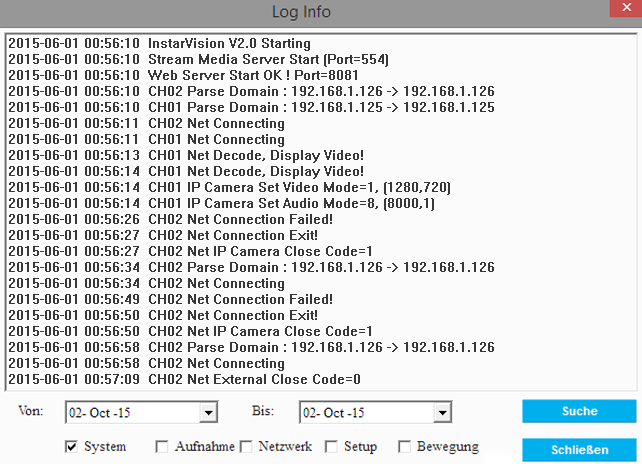 Log Info
2015-06-01 00:56:10 InstarVision V2.0 Starting
2015-06-01 00:56:10 Stream Media Server Start (Port=554)
2015-06-01 00:56:10 Web Server Start OK ! Port=8081
2015-06-01 00:56:10 CH02 Parse Domain : 192.168.1.126 -> 192.168.1.126
2015-06-01 00:56:10 CH01 Parse Domain : 192.168.1.125 -> 192.168.1.125
2015-06-01 00:56:11 CH02 Net Connecting
2015-06-01 00:56:11 CH01 Net Connecting
2015-06-01 00:56:13 CH01 Net Decode, Display Video!
2015-06-01 00:56:14 CH01 Net Decode, Display Video!
2015-06-01 00:56:14 CH01 IP Camera Set Video Mode=1, (1280,720)
2015-06-01 00:56:14 CH01 IP Camera Set Audio Mode=8, (8000,1)
2015-06-01 00:56:26 CH02 Net Connection Failed!
2015-06-01 00:56:27 CH02 Net Connection Exit!
2015-06-01 00:56:27 CH02 Net IP Camera Close Code=1
2015-06-01 00:56:34 CH02 Parse Domain : 192.168.1.126 -> 192.168.1.126
2015-06-01 00:56:34 CH02 Net Connecting
2015-06-01 00:56:49 CH02 Net Connection Failed!
2015-06-01 00:56:50 CH02 Net Connection Exit!
2015-06-01 00:56:50 CH02 Net IP Camera Close Code=1
2015-06-01 00:56:58 CH02 Parse Domain : 192.168.1.126 -> 192.168.1.126
2015-06-01 00:56:58 CH02 Net Connecting
2015-06-01 00:57:09 CH02 Net External Close Code=0
Von: 02- Oct -15 Bis: 02- Oct -15 Suche
System Aufnahme Netzwerk Setup Bewegung Schließen